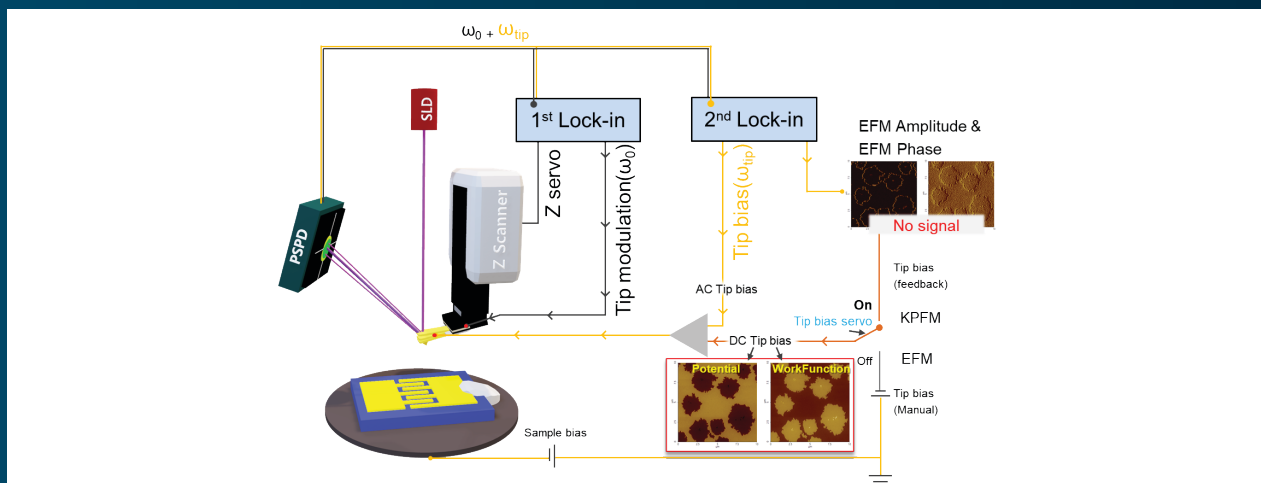 ω₀ + ω_tip
SLD
1st Lock-in
2nd Lock-in
EFM Amplitude &
EFM Phase
PSPD
Z Scanner
Z servo
Tip modulation(ω₀)
Tip bias(ω_tip)
No signal
Tip bias
(feedback)
AC Tip bias
On
Tip bias servo
KPFM
DC Tip bias
Off
EFM
Potential
WorkFunction
Tip bias
(Manual)
Sample bias